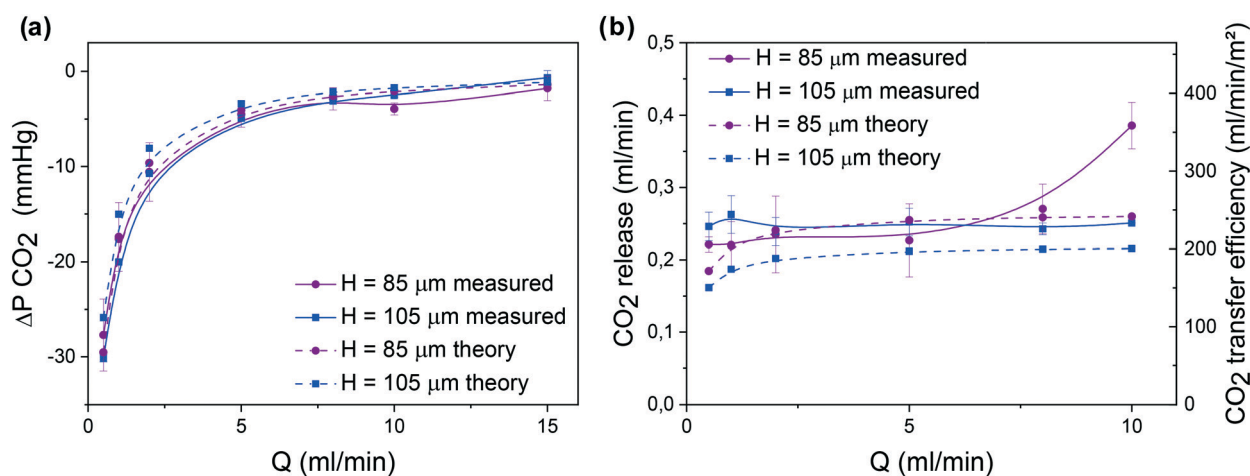 (a)
0
-10
-20
-30
ΔP CO2 (mmHg)
H = 85 μm measured
H = 105 μm measured
H = 85 μm theory
H = 105 μm theory
0 5 10 15
Q (ml/min)
(b)
0,5
0,4
0,3
0,2
0,1
0,0
CO2 release (ml/min)
H = 85 μm measured
H = 105 μm measured
H = 85 μm theory
H = 105 μm theory
400
300
200
100
0
CO2 transfer efficiency (ml/min/m²)
0 5 10
Q (ml/min)